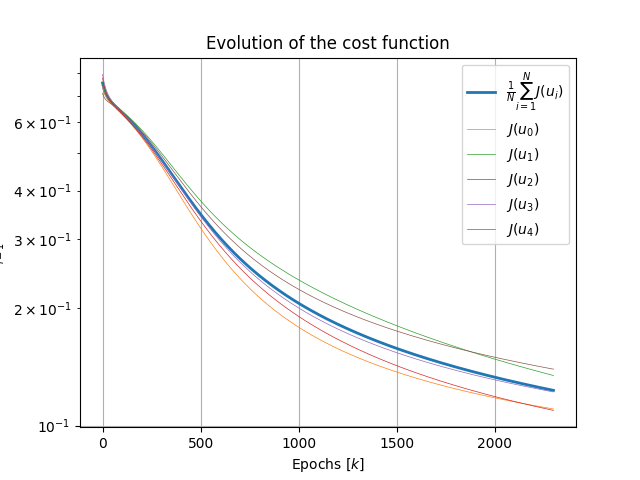 Evolution of the cost function
6 × 10⁻¹
4 × 10⁻¹
3 × 10⁻¹
2 × 10⁻¹
10⁻¹
0 500 1000 1500 2000
Epochs [k]
1/N ∑ᵢ₌₁ᴺ J(uᵢ)
J(u₀)
J(u₁)
J(u₂)
J(u₃)
J(u₄)